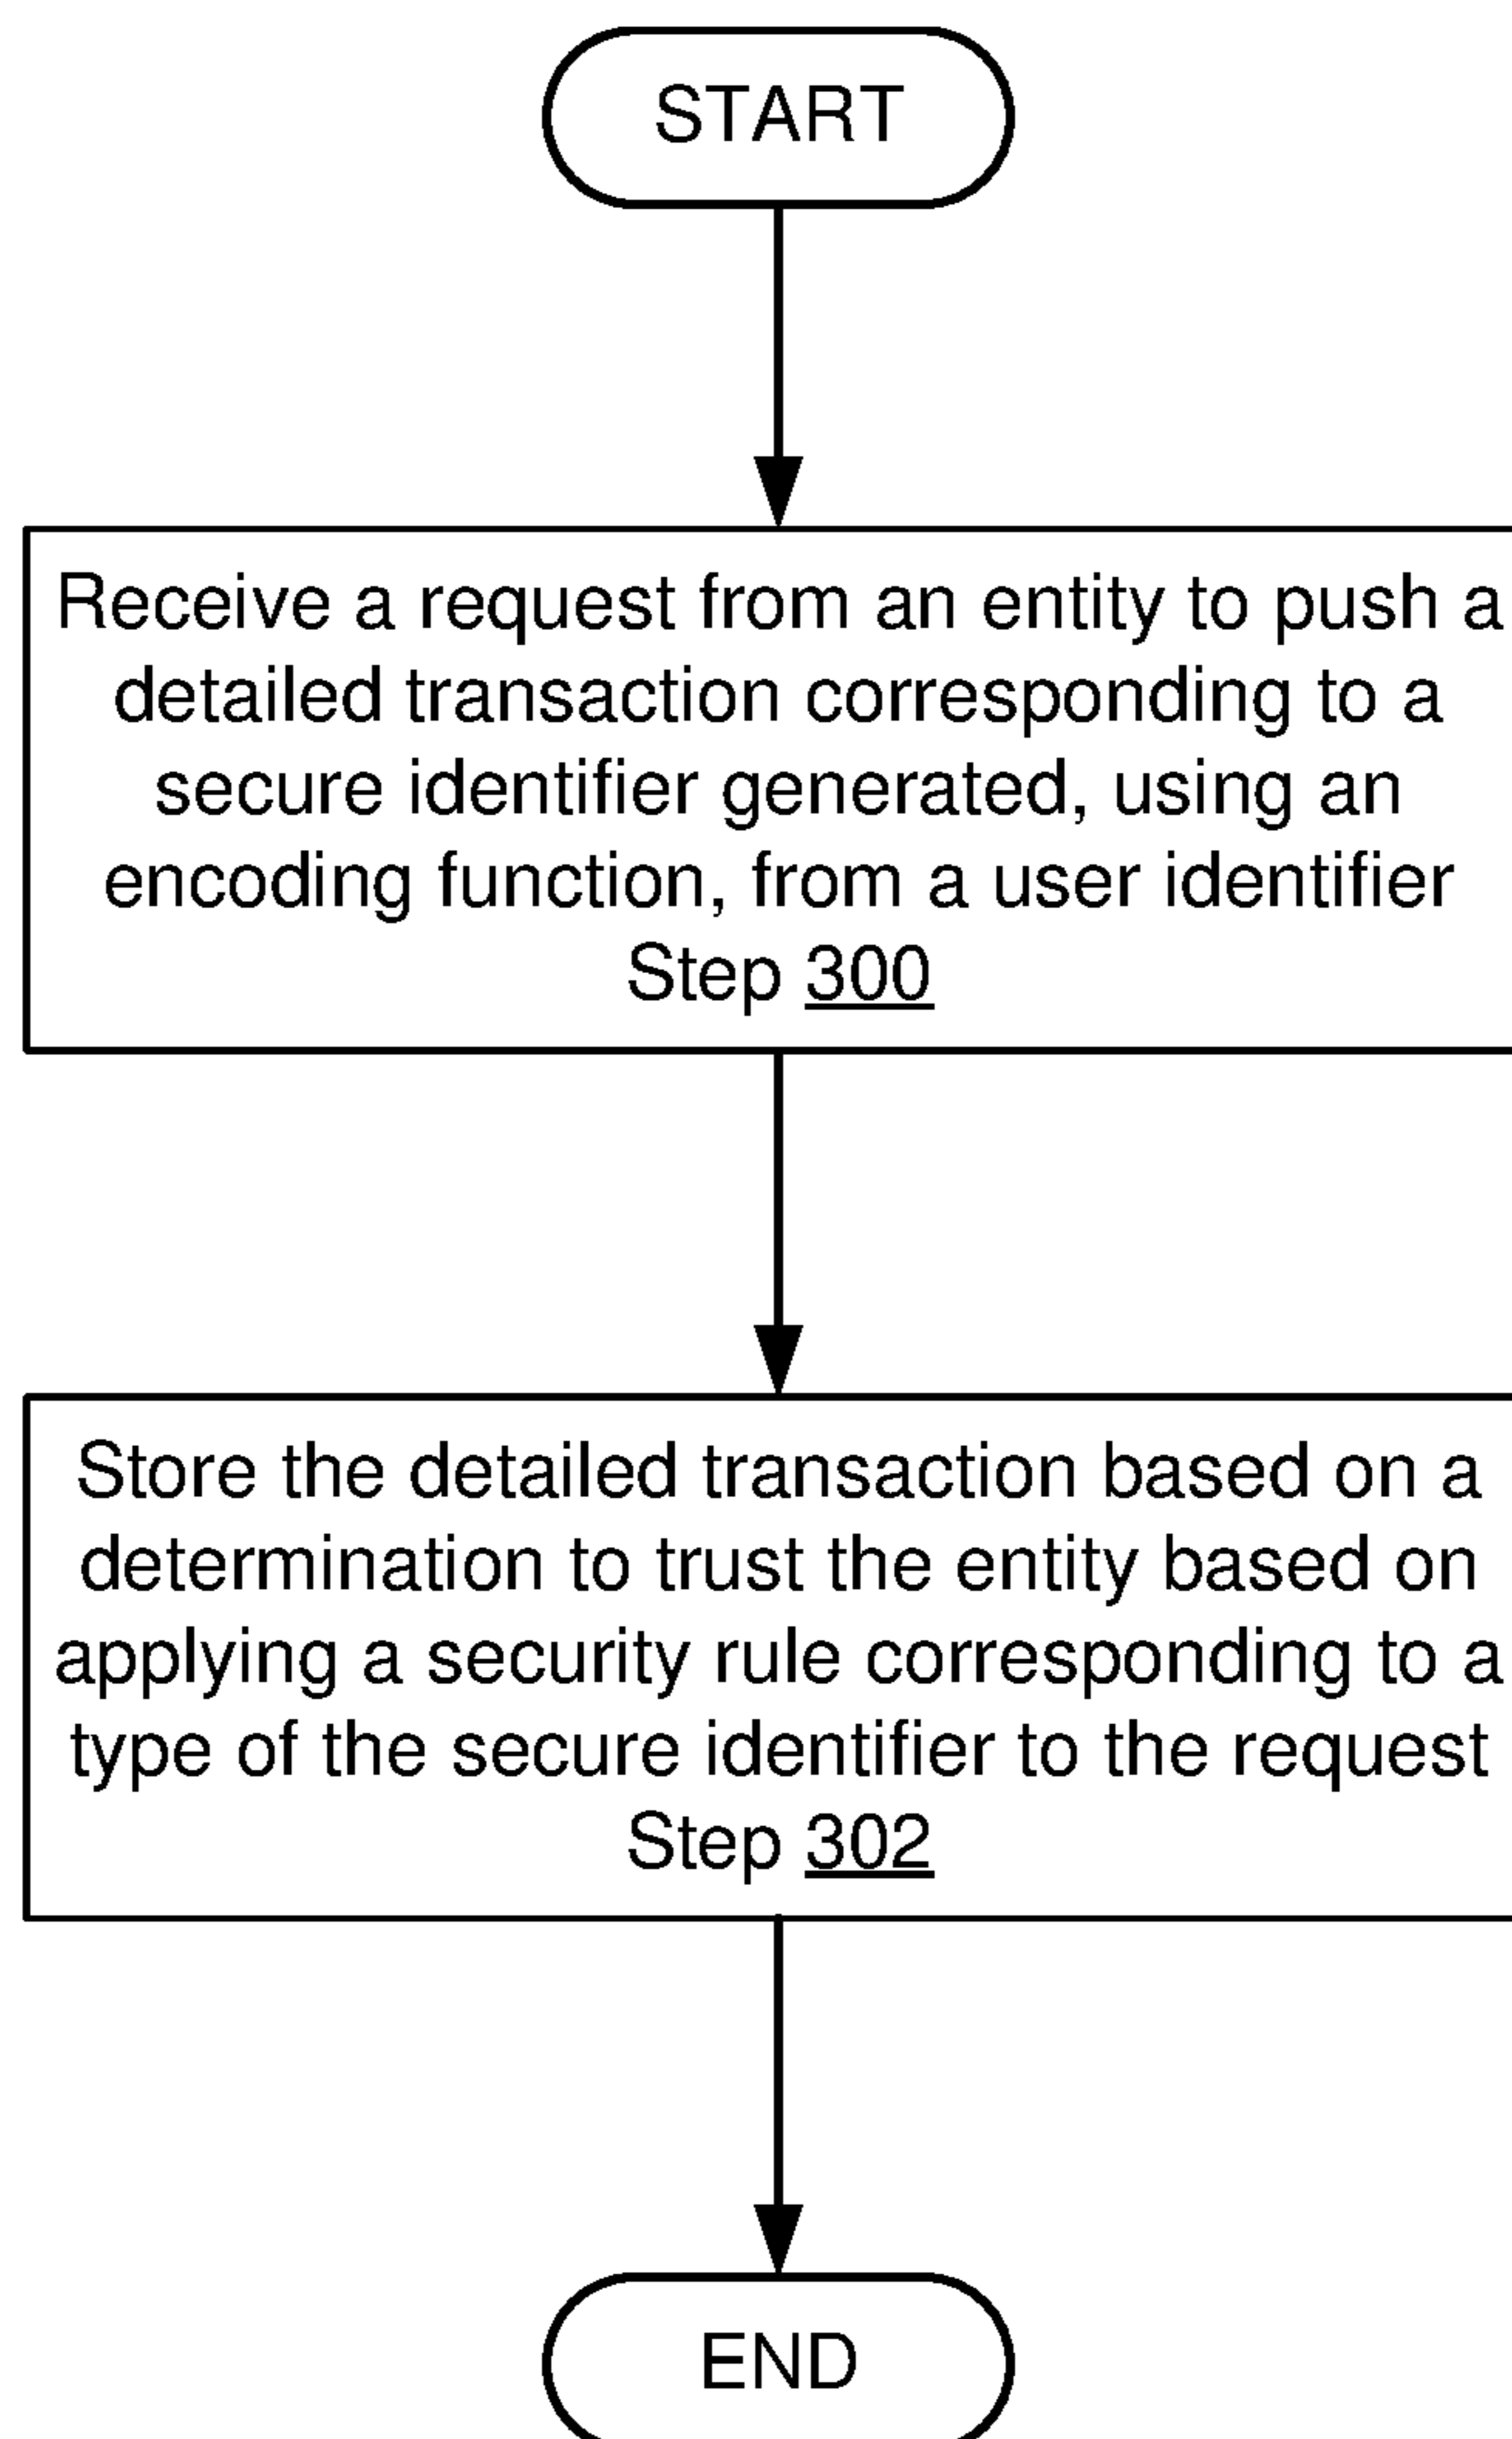 START
Receive a request from an entity to push a
detailed transaction corresponding to a
secure identifier generated, using an
encoding function, from a user identifier
Step 300
Store the detailed transaction based on a
determination to trust the entity based on
applying a security rule corresponding to a
type of the secure identifier to the request
Step 302
END